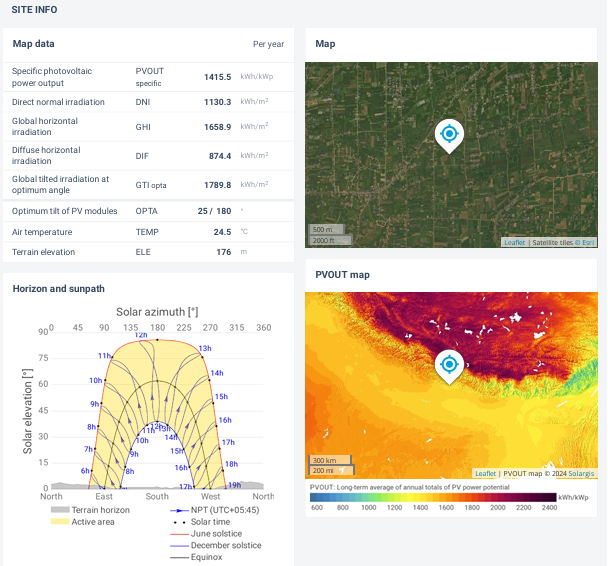 SITE INFO
Map data
Per year
Specific photovoltaic power output PVOUT specific 1415.5 kWh/kWp
Direct normal irradiation DNI 1130.3 kWh/m²
Global horizontal irradiation GHI 1658.9 kWh/m²
Diffuse horizontal irradiation DIF 874.4 kWh/m²
Global tilted irradiation at optimum angle GTI opta 1789.8 kWh/m²
Optimum tilt of PV modules OPTA 25 / 180 °
Air temperature TEMP 24.5 °C
Terrain elevation ELE 176 m
Map
500 m
2000 ft
Leaflet | Satellite tiles © Esri
Horizon and sunpath
Solar azimuth [°]
0 45 90 135 180 225 270 315 360
Solar elevation [°]
90
75
60
45
30
15
0
12h
11h 13h
10h 14h
9h 15h
8h 16h
7h 17h
6h 18h
19h
11h 12h 13h
10h 14h
9h 15h
8h 16h
17h
North East South West North
Terrain horizon
Active area
NPT (UTC+05:45)
Solar time
June solstice
December solstice
Equinox
PVOUT map
300 km
200 mi
Leaflet | PVOUT map © 2024 Solargis
PVOUT: Long-term average of annual totals of PV power potential
600 800 1000 1200 1400 1600 1800 2000 2200 2400 kWh/kWp